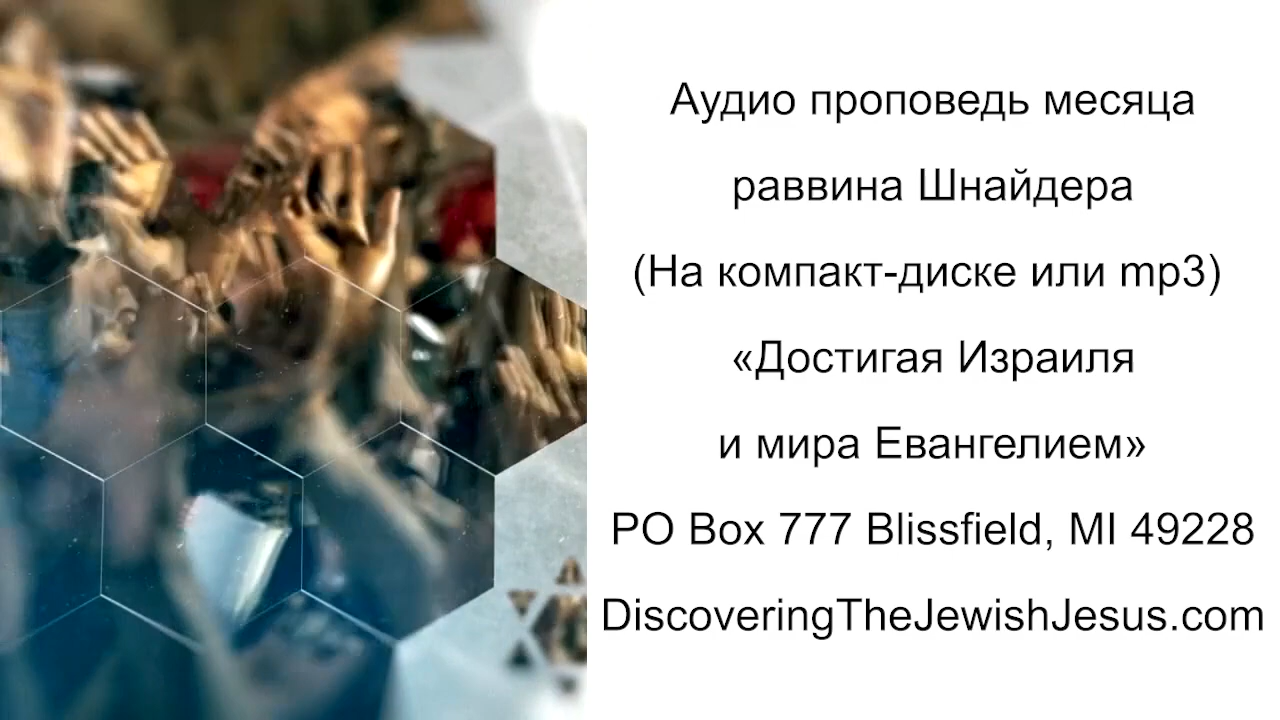 Аудио проповедь месяца
раввина Шнайдера
(На компакт-диске или mp3)
«Достигая Израиля
и мира Евангелием»
PO Box 777 Blissfield, MI 49228
DiscoveringTheJewishJesus.com